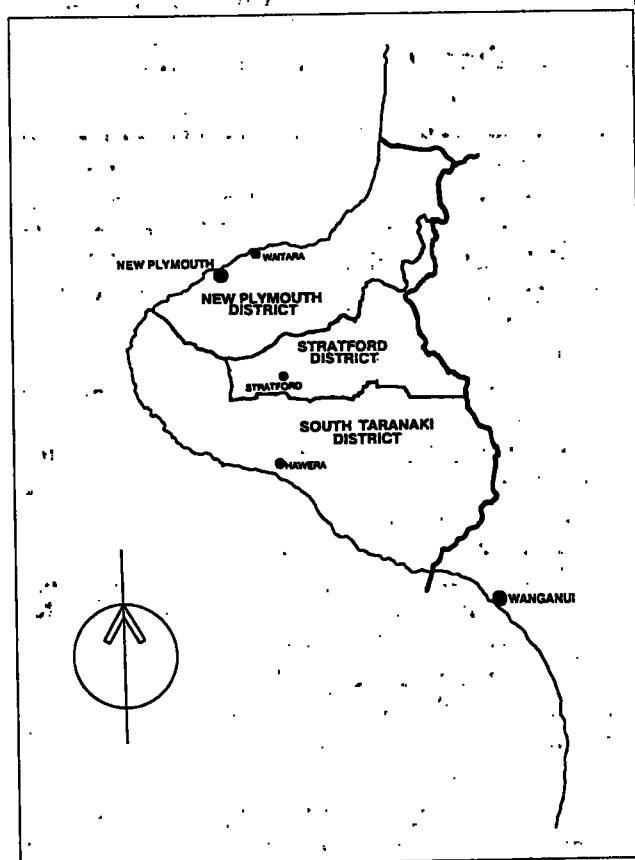 WAITARA
NEW PLYMOUTH
NEW PLYMOUTH
DISTRICT
STRATFORD
DISTRICT
STRATFORD
SOUTH TARANAKI
DISTRICT
HAWERA
WANGANUI